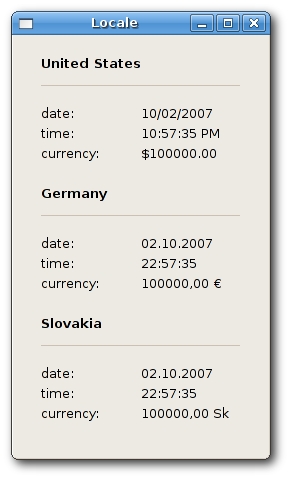 Locale
United States
date: 10/02/2007
time: 10:57:35 PM
currency: $100000.00
Germany
date: 02.10.2007
time: 22:57:35
currency: 100000,00 €
Slovakia
date: 02.10.2007
time: 22:57:35
currency: 100000,00 Sk